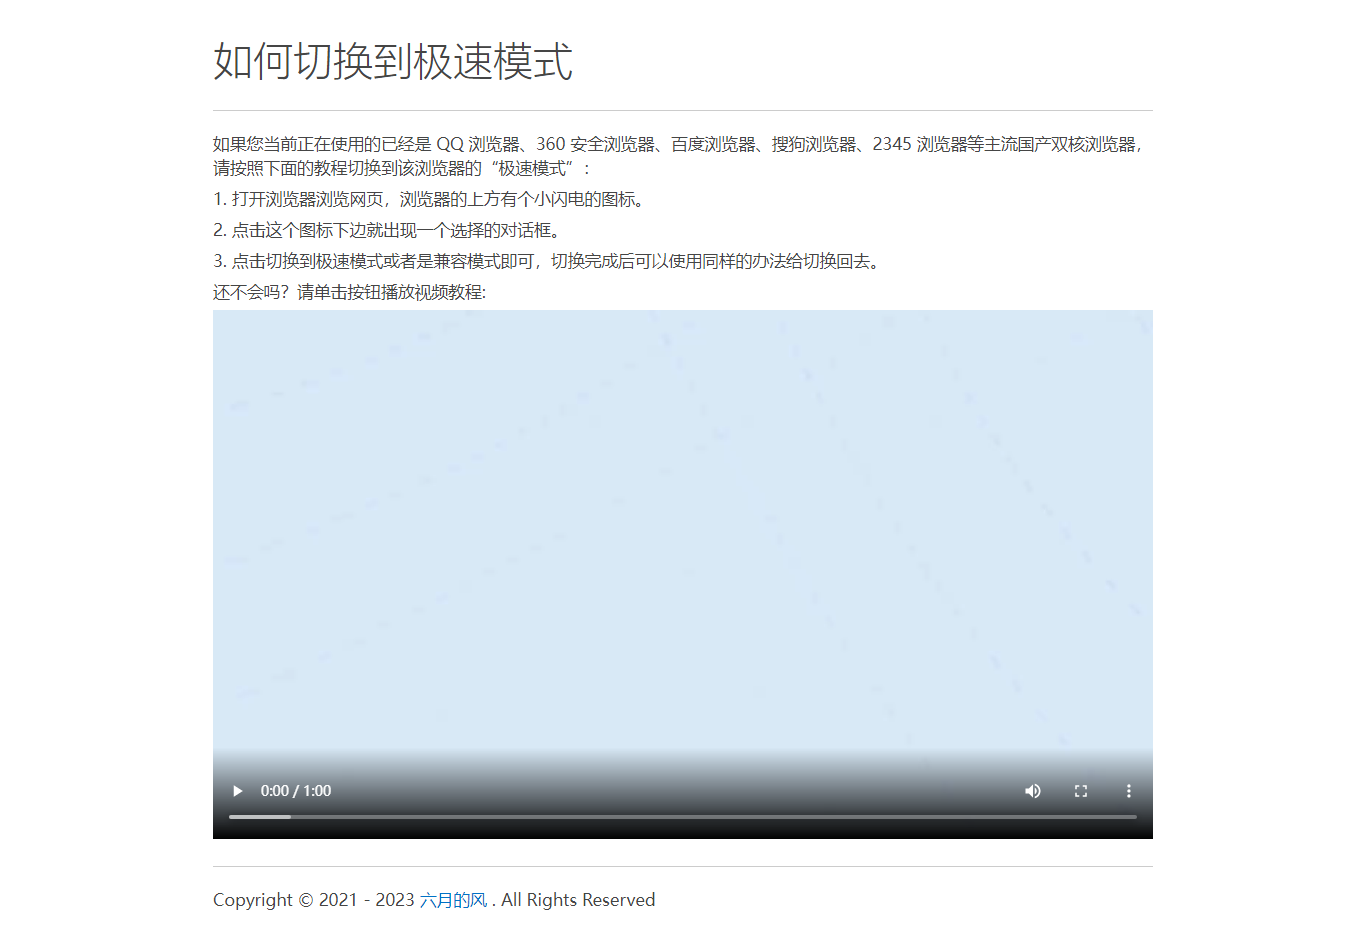 如何切换到极速模式
如果您当前正在使用的已经是 QQ 浏览器、360 安全浏览器、百度浏览器、搜狗浏览器、2345 浏览器等主流国产双核浏览器，
请按照下面的教程切换到该浏览器的“极速模式”：
1. 打开浏览器浏览网页，浏览器的上方有个小闪电的图标。
2. 点击这个图标下边就出现一个选择的对话框。
3. 点击切换到极速模式或者是兼容模式即可，切换完成后可以使用同样的办法给切换回去。
还不会吗？请单击按钮播放视频教程:
0:00 / 1:00
Copyright © 2021 - 2023 六月的风 . All Rights Reserved